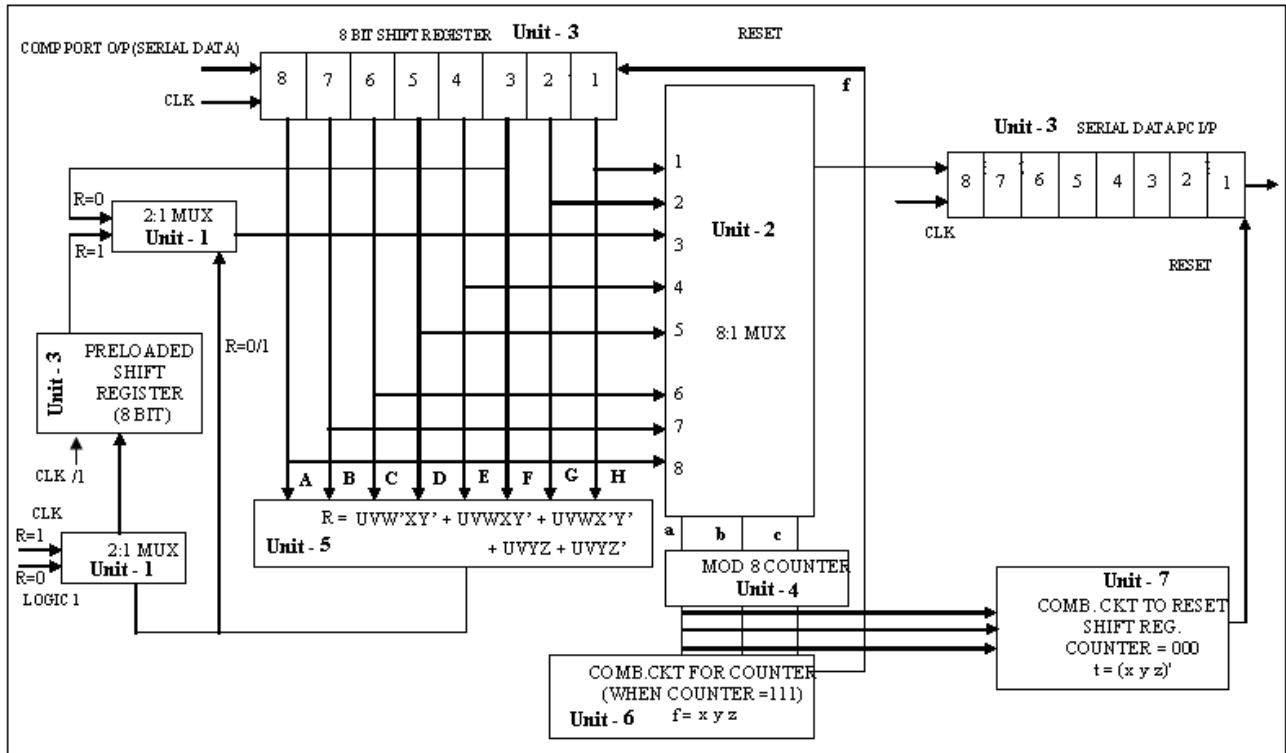 8 BIT SHIFT REGISTER Unit - 3
RESET
COMP PORT O/P (SERIAL DATA)
8 7 6 5 4 3 2 1
CLK
f
Unit - 3 SERIAL DATA PC I/P
8 7 6 5 4 3 2 1
CLK
RESET
R=0
2:1 MUX
Unit - 1
R=1
1
2
3
4
5
6
7
8
Unit - 2
8:1 MUX
R=0/1
Unit - 3
PRELOADED
SHIFT
REGISTER
(8 BIT)
CLK /1
A B C D E F G H
CLK
R=1
R=0
LOGIC 1
2:1 MUX
Unit - 1
R = UVW'XY' + UVWXY' + UVWX'Y'
+ UVYZ + UVYZ'
Unit - 5
a b c
MOD 8 COUNTER
Unit - 4
Unit - 7
COMB. CKT TO RESET
SHIFT REG.
COUNTER = 000
t = (x y z)'
COMB.CKT FOR COUNTER
(WHEN COUNTER =111)
Unit - 6 f = x y z